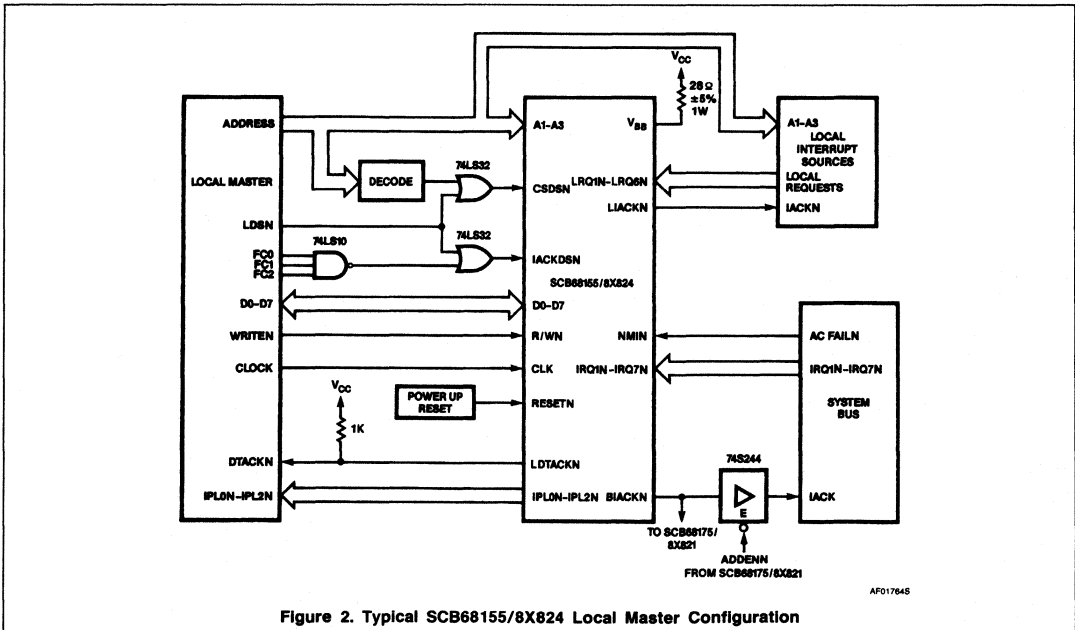 VCC
28 Ω
±5%
1W
ADDRESS
A1-A3
VBB
A1-A3
LOCAL
INTERRUPT
SOURCES
LOCAL MASTER
DECODE
74LS32
CSDSN
LRQ1N-LRQ6N
LOCAL
REQUESTS
LIACKN
IACKN
LDSN
74LS10
74LS32
FC0
FC1
FC2
IACKDSN
SCB68155/8X824
D0-D7
D0-D7
WRITEN
R/WN
NMIN
AC FAILN
CLOCK
CLK
IRQ1N-IRQ7N
IRQ1N-IRQ7N
SYSTEM
BUS
VCC
1K
POWER UP
RESET
RESETN
DTACKN
LDTACKN
74S244
IPL0N-IPL2N
IPL0N-IPL2N
BIACKN
E
IACK
TO SCB68175/
8X821
ADDENN
FROM SCB68175/8X821
AF01764S
Figure 2. Typical SCB68155/8X824 Local Master Configuration